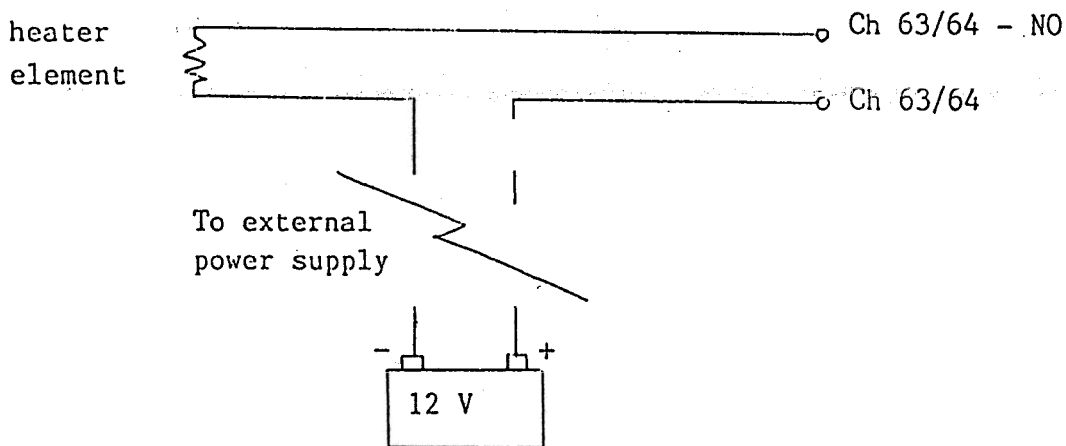 heater
element
Ch 63/64 - NO
Ch 63/64
To external
power supply
- +
12 V